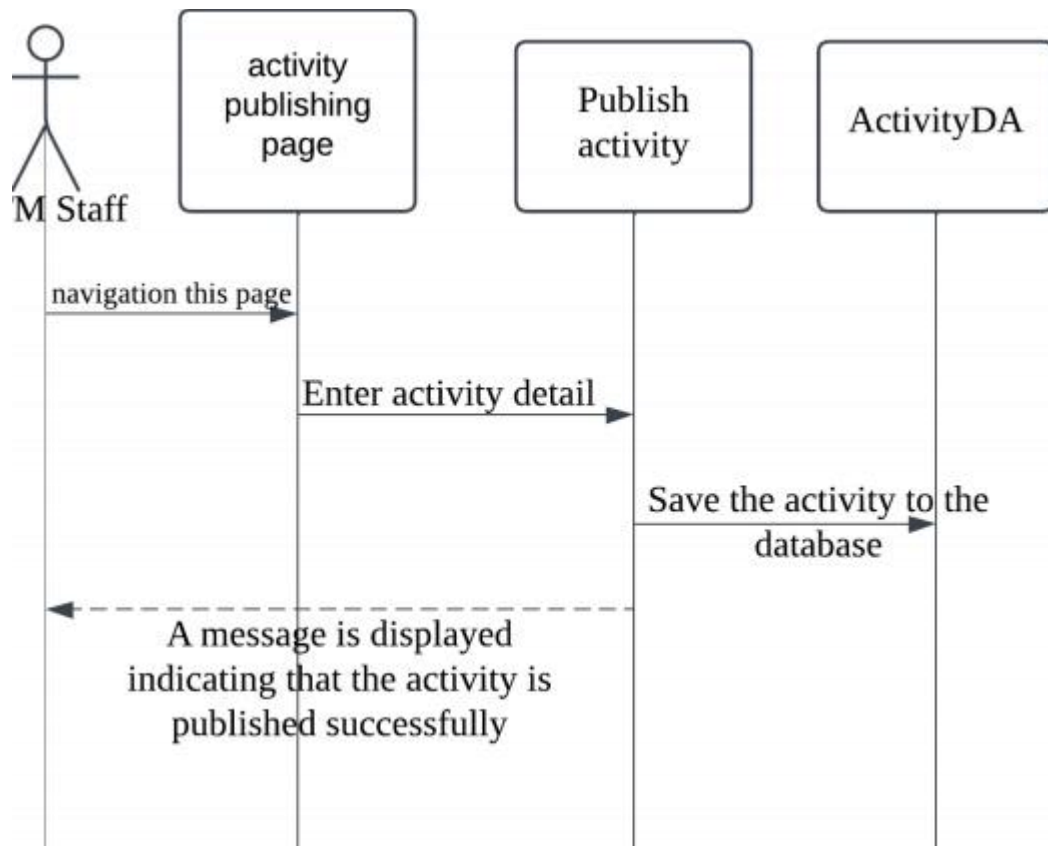 activity
publishing
page
Publish
activity
ActivityDA
M Staff
navigation this page
Enter activity detail
Save the activity to the
database
A message is displayed
indicating that the activity is
published successfully